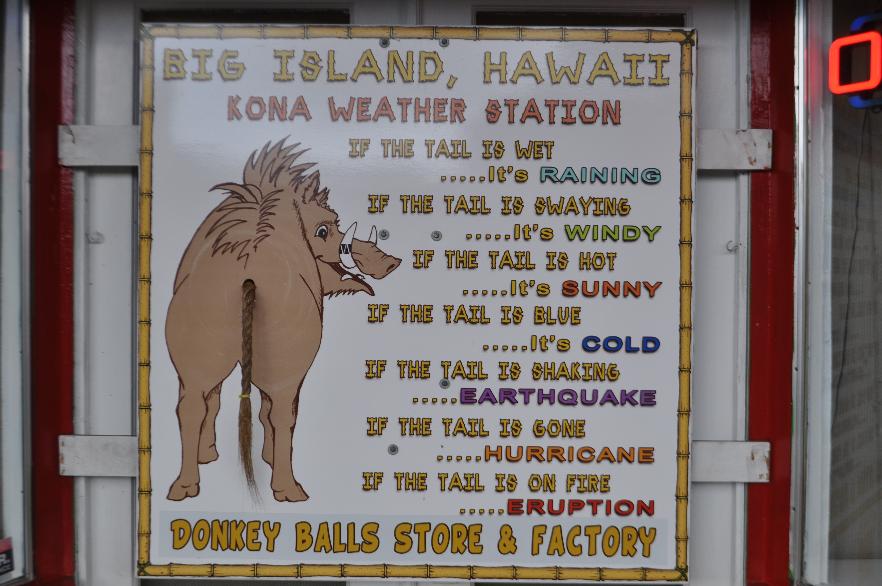 BIG ISLAND, HAWAII
KONA WEATHER STATION
IF THE TAIL IS WET
.....It's RAINING
IF THE TAIL IS SWAYING
.....It's WINDY
IF THE TAIL IS HOT
.....It's SUNNY
IF THE TAIL IS BLUE
.....It's COLD
IF THE TAIL IS SHAKING
.....EARTHQUAKE
IF THE TAIL IS GONE
.....HURRICANE
IF THE TAIL IS ON FIRE
.....ERUPTION
DONKEY BALLS STORE & FACTORY